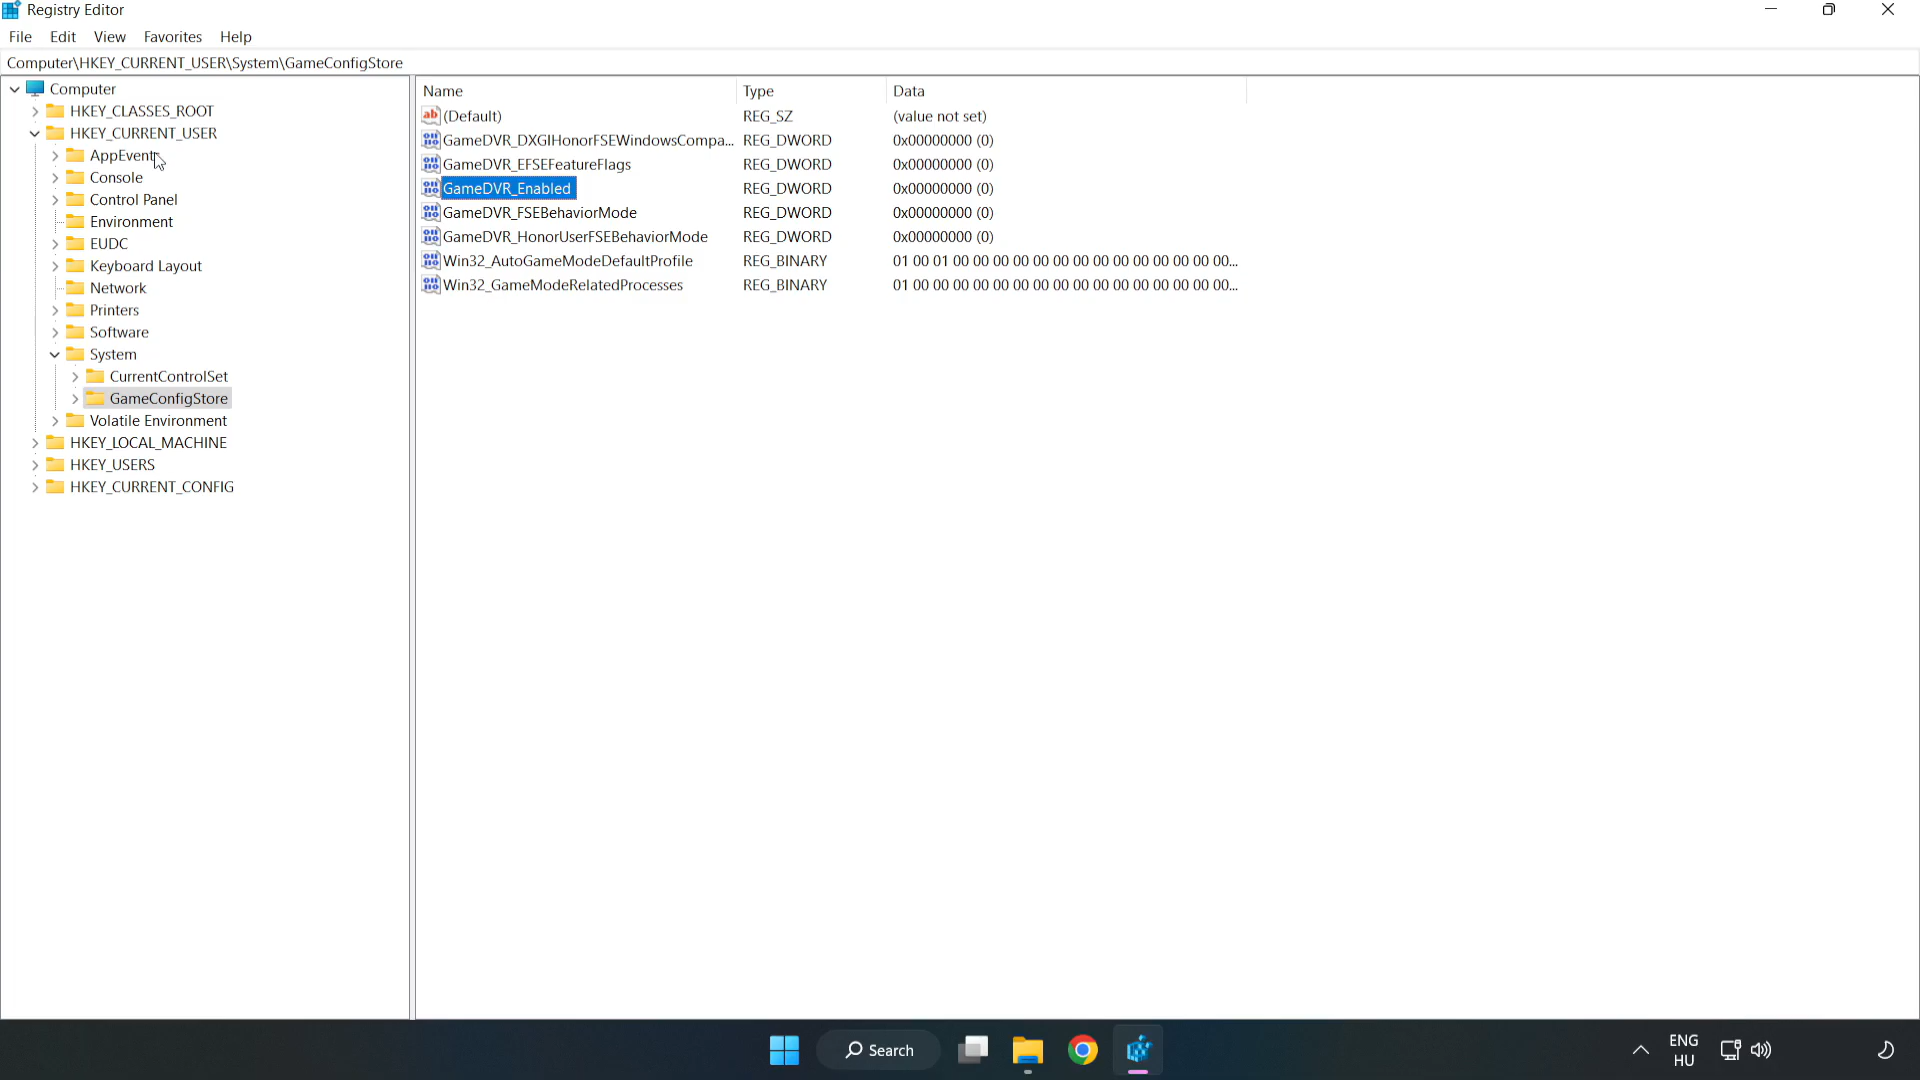 Registry Editor
File Edit View Favorites Help
Computer\HKEY_CURRENT_USER\System\GameConfigStore
Computer
HKEY_CLASSES_ROOT
HKEY_CURRENT_USER
AppEvents
Console
Control Panel
Environment
EUDC
Keyboard Layout
Network
Printers
Software
System
CurrentControlSet
GameConfigStore
Volatile Environment
HKEY_LOCAL_MACHINE
HKEY_USERS
HKEY_CURRENT_CONFIG
Name Type Data
(Default) REG_SZ (value not set)
GameDVR_DXGIHonorFSEWindowsCompa... REG_DWORD 0x00000000 (0)
GameDVR_EFSEFeatureFlags REG_DWORD 0x00000000 (0)
GameDVR_Enabled REG_DWORD 0x00000000 (0)
GameDVR_FSEBehaviorMode REG_DWORD 0x00000000 (0)
GameDVR_HonorUserFSEBehaviorMode REG_DWORD 0x00000000 (0)
Win32_AutoGameModeDefaultProfile REG_BINARY 01 00 01 00 00 00 00 00 00 00 00 00 00 00 00 00 00...
Win32_GameModeRelatedProcesses REG_BINARY 01 00 00 00 00 00 00 00 00 00 00 00 00 00 00 00 00...
Search
ENG
HU